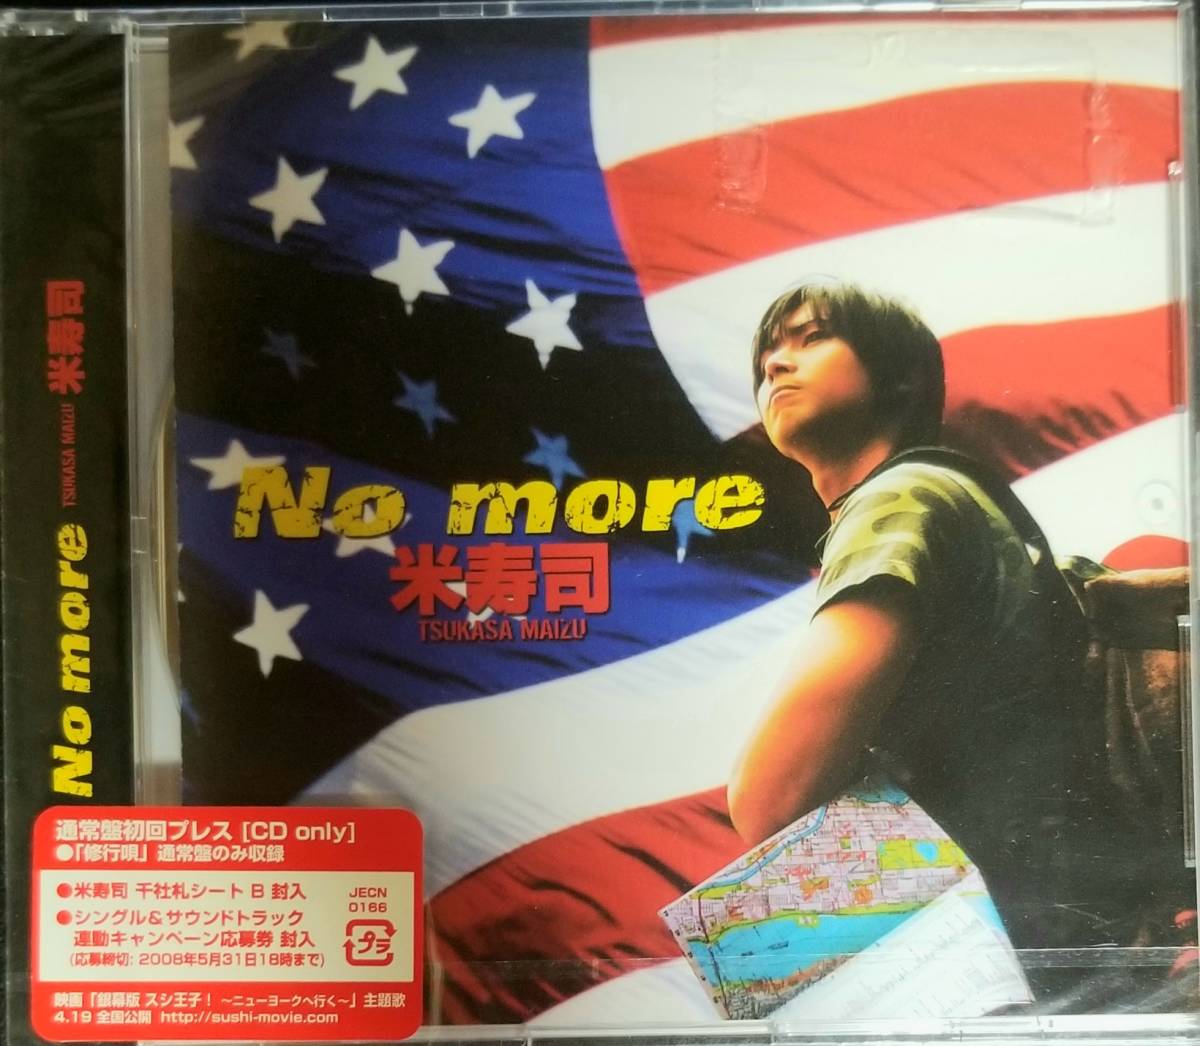 No more TSUKASA MAIZU 米寿司
No more
米寿司
TSUKASA MAIZU
通常盤初回プレス [CD only]
●「修行唄」通常盤のみ収録
●米寿司 千社札シート B 封入
●シングル&サウンドトラック
連動キャンペーン応募券 封入
(応募締切: 2008年5月31日18時まで)
JECN
0166
プラ
映画「銀幕版 スシ王子! ～ニューヨークへ行く～」主題歌
4.19 全国公開 http://sushi-movie.com